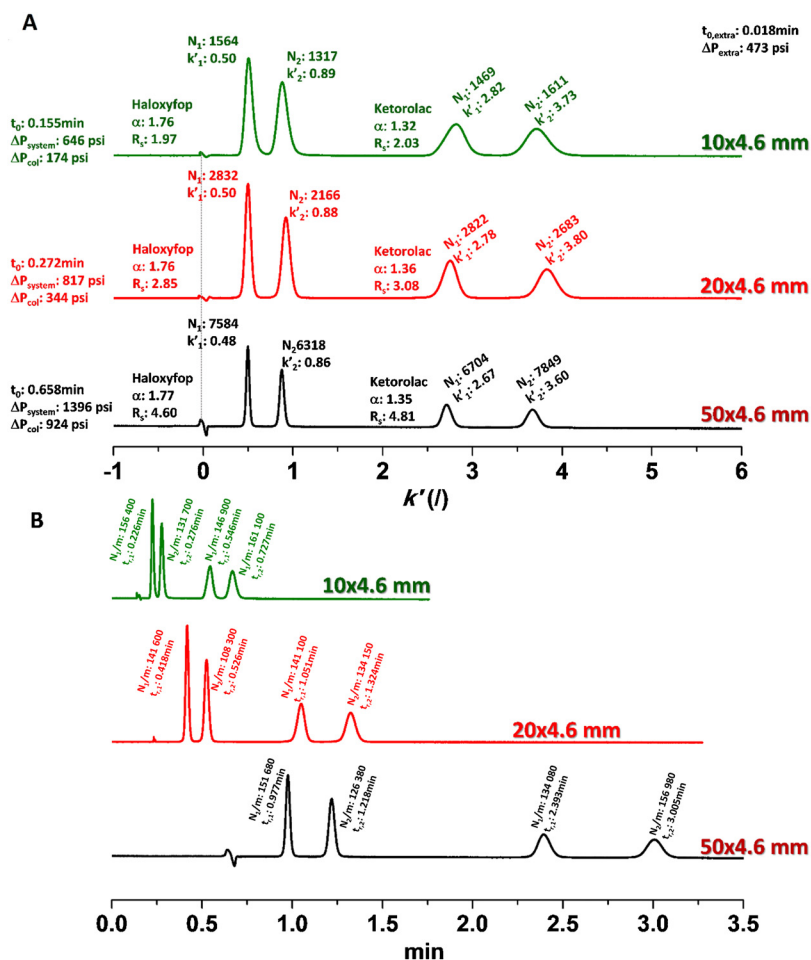 A
N₁: 1564
k'₁: 0.50
N₂: 1317
k'₂: 0.89
Haloxyfop
α: 1.76
Rₛ: 1.97
t₀: 0.155min
ΔPsystem: 646 psi
ΔPcol: 174 psi
Ketorolac
α: 1.32
Rₛ: 2.03
N₁: 1469
k'₁: 2.82
N₂: 1611
k'₂: 3.73
t₀,extra: 0.018min
ΔPextra: 473 psi
10x4.6 mm
N₁: 2832
k'₁: 0.50
N₂: 2166
k'₂: 0.88
Haloxyfop
α: 1.76
Rₛ: 2.85
t₀: 0.272min
ΔPsystem: 817 psi
ΔPcol: 344 psi
Ketorolac
α: 1.36
Rₛ: 3.08
N₁: 2822
k'₁: 2.78
N₂: 2683
k'₂: 3.80
20x4.6 mm
N₁: 7584
k'₁: 0.48
N₂6318
k'₂: 0.86
Haloxyfop
α: 1.77
Rₛ: 4.60
t₀: 0.658min
ΔPsystem: 1396 psi
ΔPcol: 924 psi
Ketorolac
α: 1.35
Rₛ: 4.81
N₁: 6704
k'₁: 2.67
N₂: 7849
k'₂: 3.60
50x4.6 mm
-1 0 1 2 3 4 5 6
k'(/)
B
N₁/m: 156 400
tr,1: 0.226min
N₂/m: 131 700
tr,2: 0.276min
N₁/m: 146 900
tr,1: 0.546min
N₂/m: 161 100
tr,2: 0.727min
10x4.6 mm
N₁/m: 141 600
tr,1: 0.418min
N₂/m: 108 300
tr,2: 0.526min
N₁/m: 141 100
tr,1: 1.051min
N₂/m: 134 150
tr,2: 1.324min
20x4.6 mm
N₁/m: 151 680
tr,1: 0.977min
N₂/m: 126 380
tr,2: 1.218min
N₁/m: 134 080
tr,1: 2.393min
N₂/m: 156 980
tr,2: 3.005min
50x4.6 mm
0.0 0.5 1.0 1.5 2.0 2.5 3.0 3.5
min